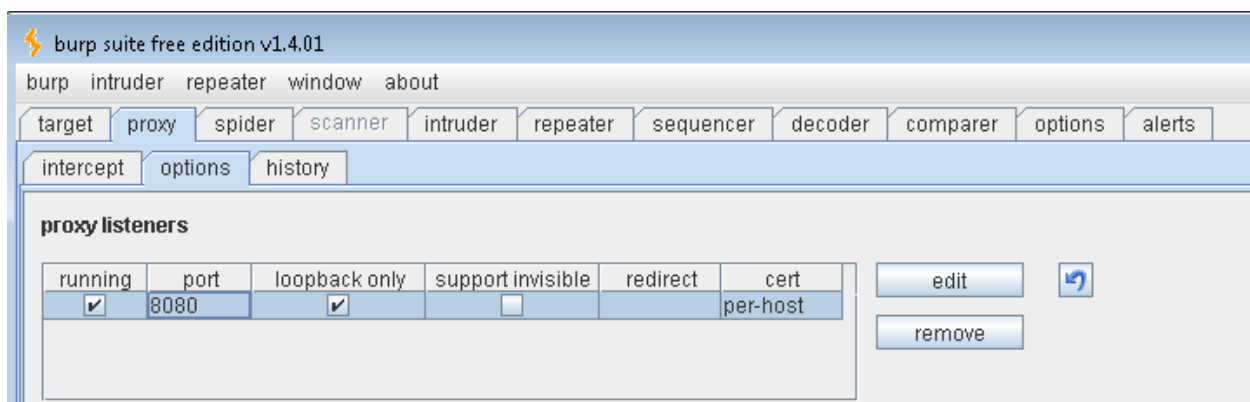 burp suite free edition v1.4.01
burp intruder repeater window about
target proxy spider scanner intruder repeater sequencer decoder comparer options alerts
intercept options history
proxy listeners
running port loopback only support invisible redirect cert
8080 per-host
edit
remove